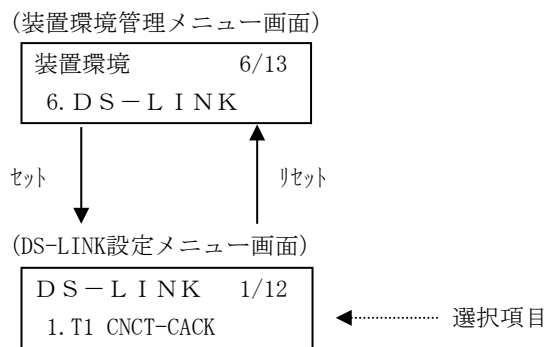 (装置環境管理メニュー画面)
装置環境 6/13
6.ＤＳ－ＬＩＮＫ
ｾｯﾄ ﾘｾｯﾄ
(DS-LINK設定メニュー画面)
ＤＳ－ＬＩＮＫ 1/12
1.T1 CNCT-CACK 選択項目